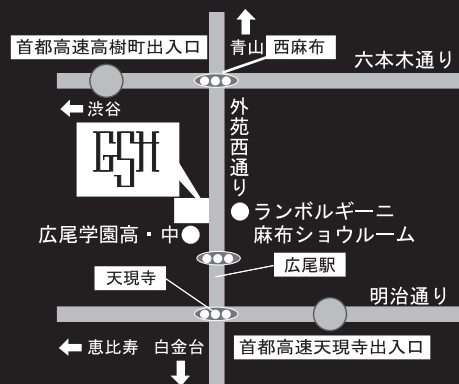 首都高速高樹町出入口
青山
西麻布
六本木通り
渋谷
外苑西通り
GSH
ランボルギーニ
麻布ショウルーム
広尾学園高・中
広尾駅
天現寺
明治通り
恵比寿
白金台
首都高速天現寺出入口